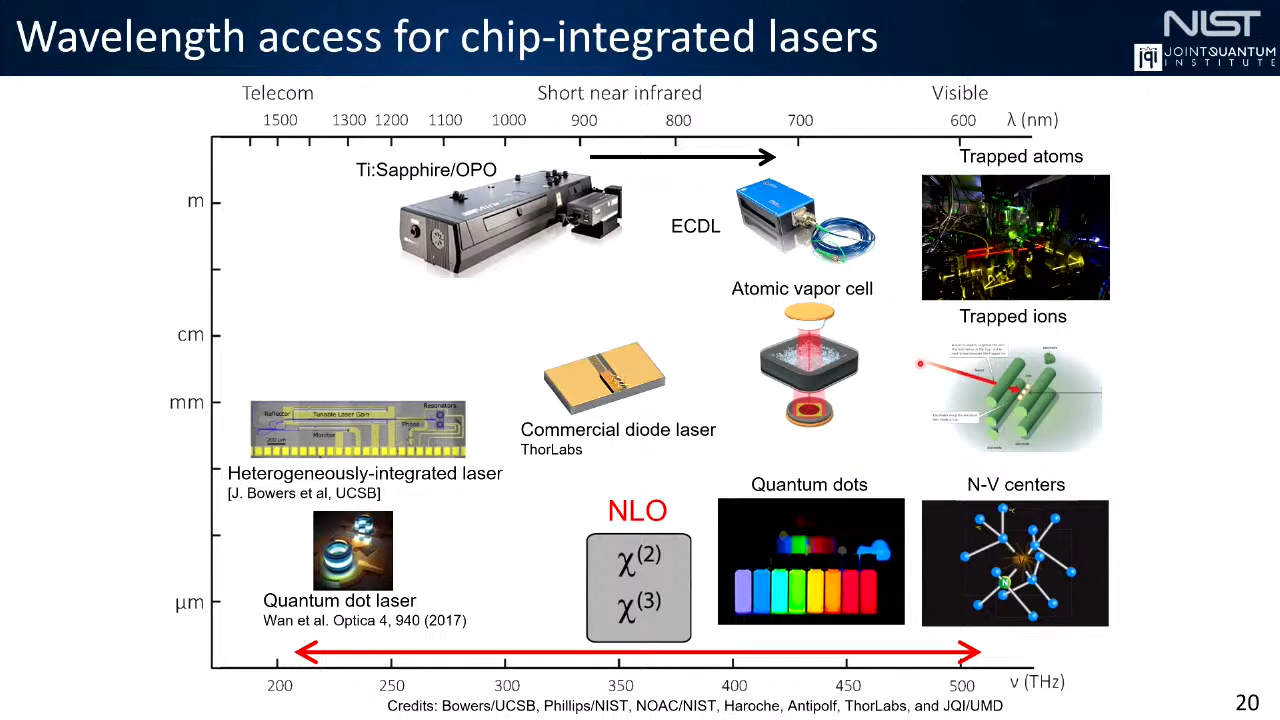 Wavelength access for chip-integrated lasers
NIST
jqi JOINT QUANTUM
INSTITUTE
Telecom
Short near infrared
Visible
1500 1300 1200 1100 1000 900 800 700 600 λ (nm)
Ti:Sapphire/OPO
Trapped atoms
m
ECDL
Atomic vapor cell
Trapped ions
cm
mm
Reflector
Tunable Laser Gain
Resonators
Phase
Monitor
200 µm
Commercial diode laser
ThorLabs
Heterogeneously-integrated laser
[J. Bowers et al, UCSB]
Quantum dots
N-V centers
NLO
χ(2)
χ(3)
N
V
µm
Quantum dot laser
Wan et al. Optica 4, 940 (2017)
200 250 300 350 400 450 500 ν (THz)
Credits: Bowers/UCSB, Phillips/NIST, NOAC/NIST, Haroche, Antipolf, ThorLabs, and JQI/UMD
20